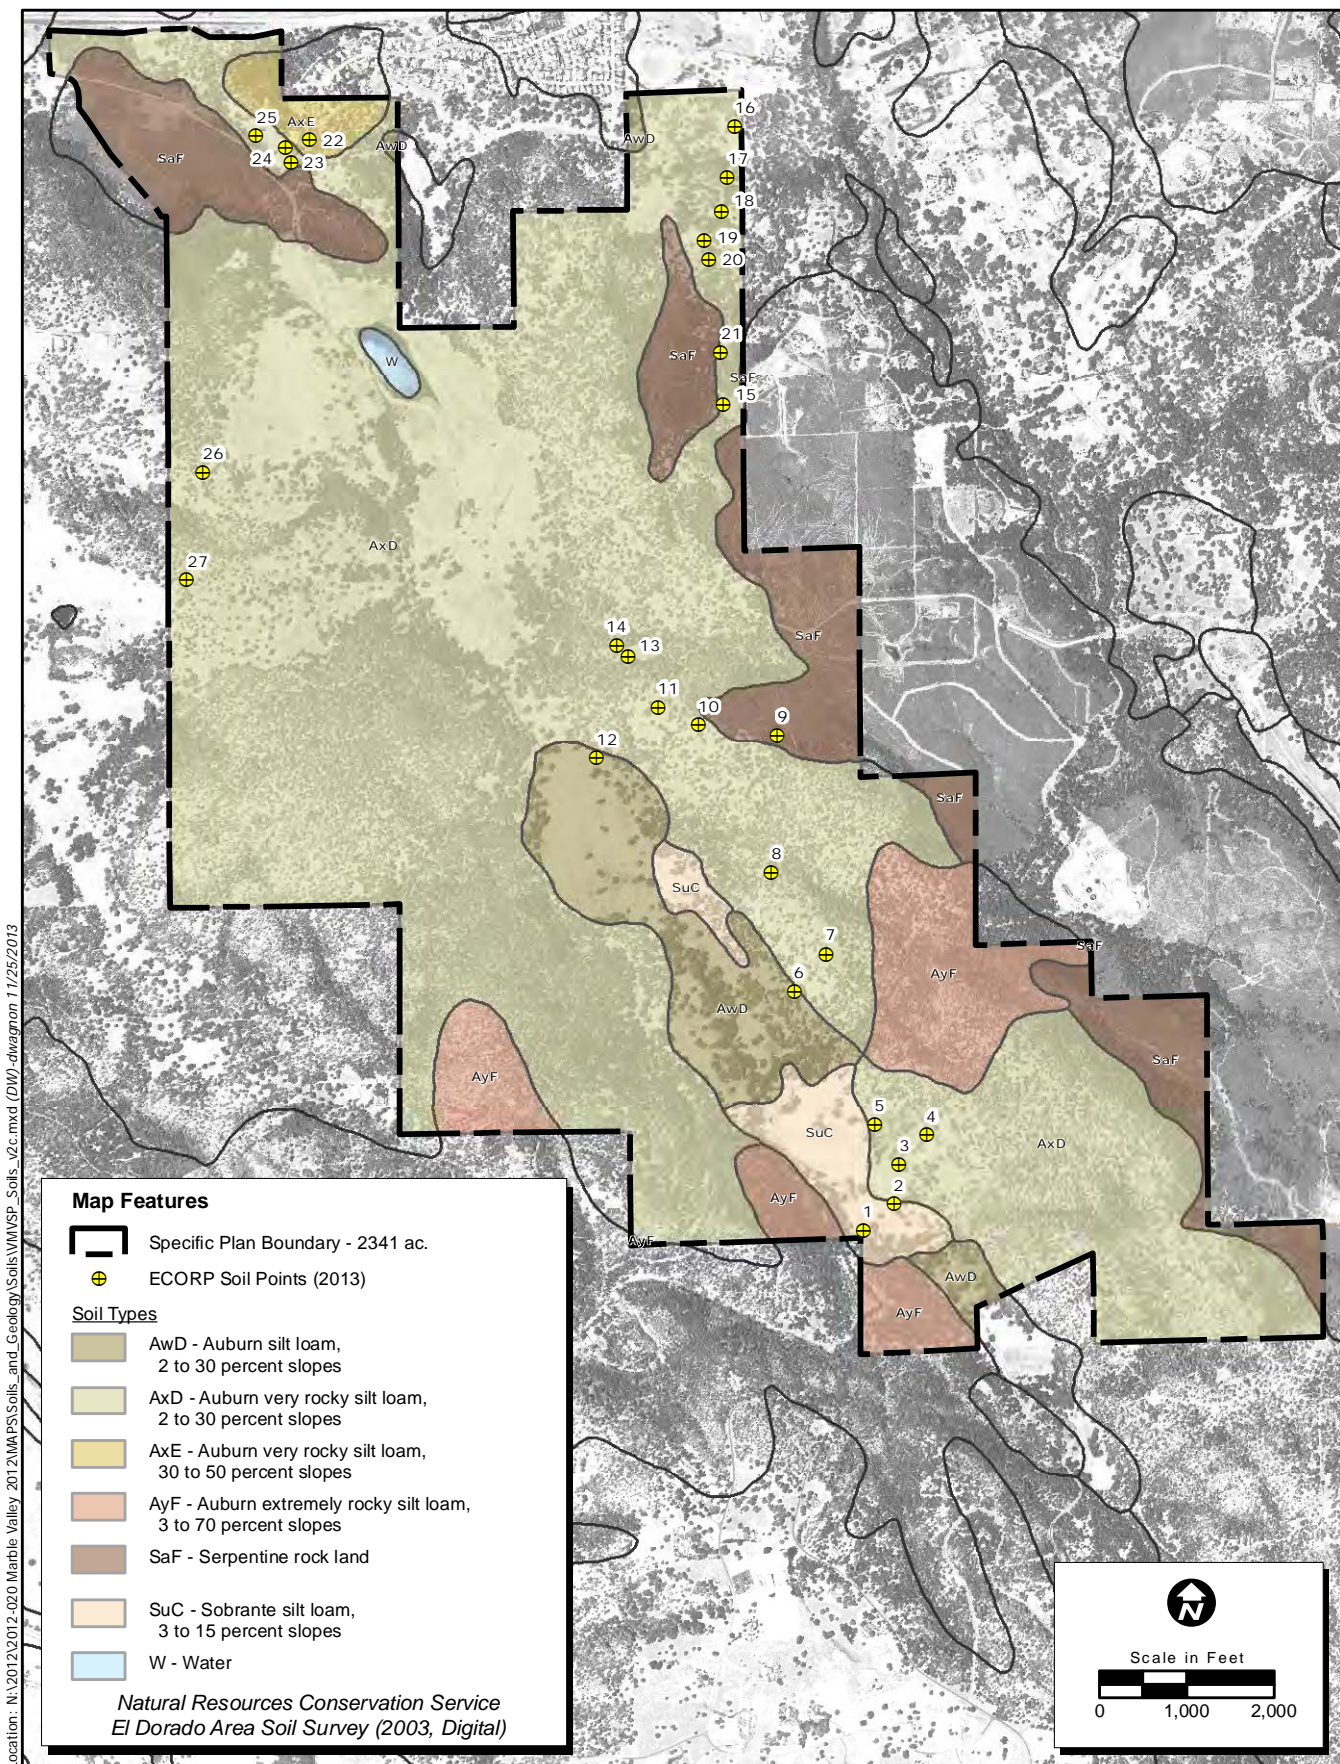 16
25
AxE
22
AwD
AwD
SaF
24
23
17
18
19
20
21
W
SaF
SaF
15
26
AxD
27
14
13
SaF
11
10
9
12
SaF
8
SuC
7
SaF
6
AyF
AwD
SaF
AyF
5
4
SuC
AxD
3
2
AyF
1
AyF
AwD
AyF
Map Features
Specific Plan Boundary - 2341 ac.
ECORP Soil Points (2013)
Soil Types
AwD - Auburn silt loam,
2 to 30 percent slopes
AxD - Auburn very rocky silt loam,
2 to 30 percent slopes
AxE - Auburn very rocky silt loam,
30 to 50 percent slopes
AyF - Auburn extremely rocky silt loam,
3 to 70 percent slopes
SaF - Serpentine rock land
SuC - Sobrante silt loam,
3 to 15 percent slopes
W - Water
Natural Resources Conservation Service
El Dorado Area Soil Survey (2003, Digital)
N
Scale in Feet
0 1,000 2,000
Location: N:\2012\2012-020 Marble Valley 2012\MAPS\Soils_and_Geology\Soils\VMVSP_Soils_v2c.mxd (DW)-dwagnon 11/25/2013